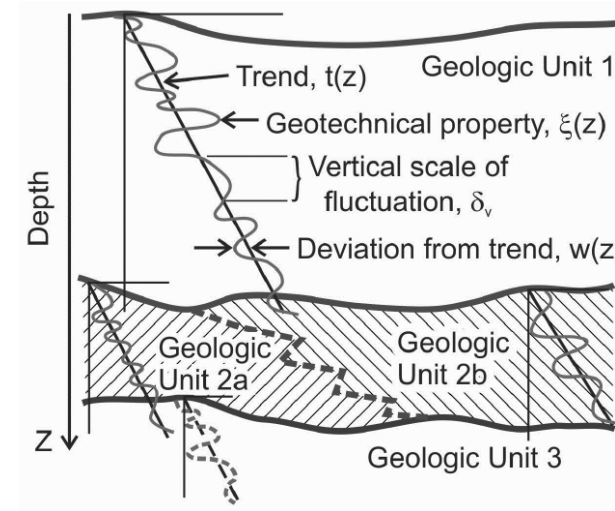 Geologic Unit 1
Trend, t(z)
Geotechnical property, ξ(z)
Vertical scale of
fluctuation, δv
Deviation from trend, w(z
Depth
Geologic
Unit 2a
Geologic
Unit 2b
Z
Geologic Unit 3